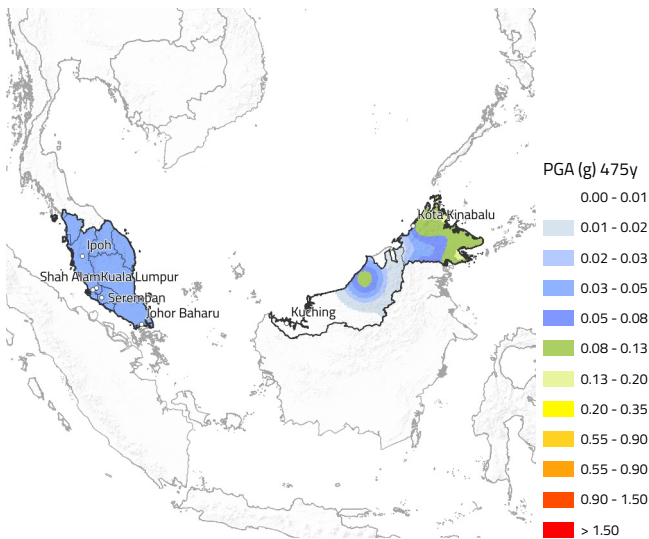 PGA (g) 475y
0.00 - 0.01
0.01 - 0.02
0.02 - 0.03
0.03 - 0.05
0.05 - 0.08
0.08 - 0.13
0.13 - 0.20
0.20 - 0.35
0.55 - 0.90
0.55 - 0.90
0.90 - 1.50
> 1.50
Kota Kinabalu
Ipoh
Shah Alam
Kuala Lumpur
Seremban
Johor Baharu
Kuching